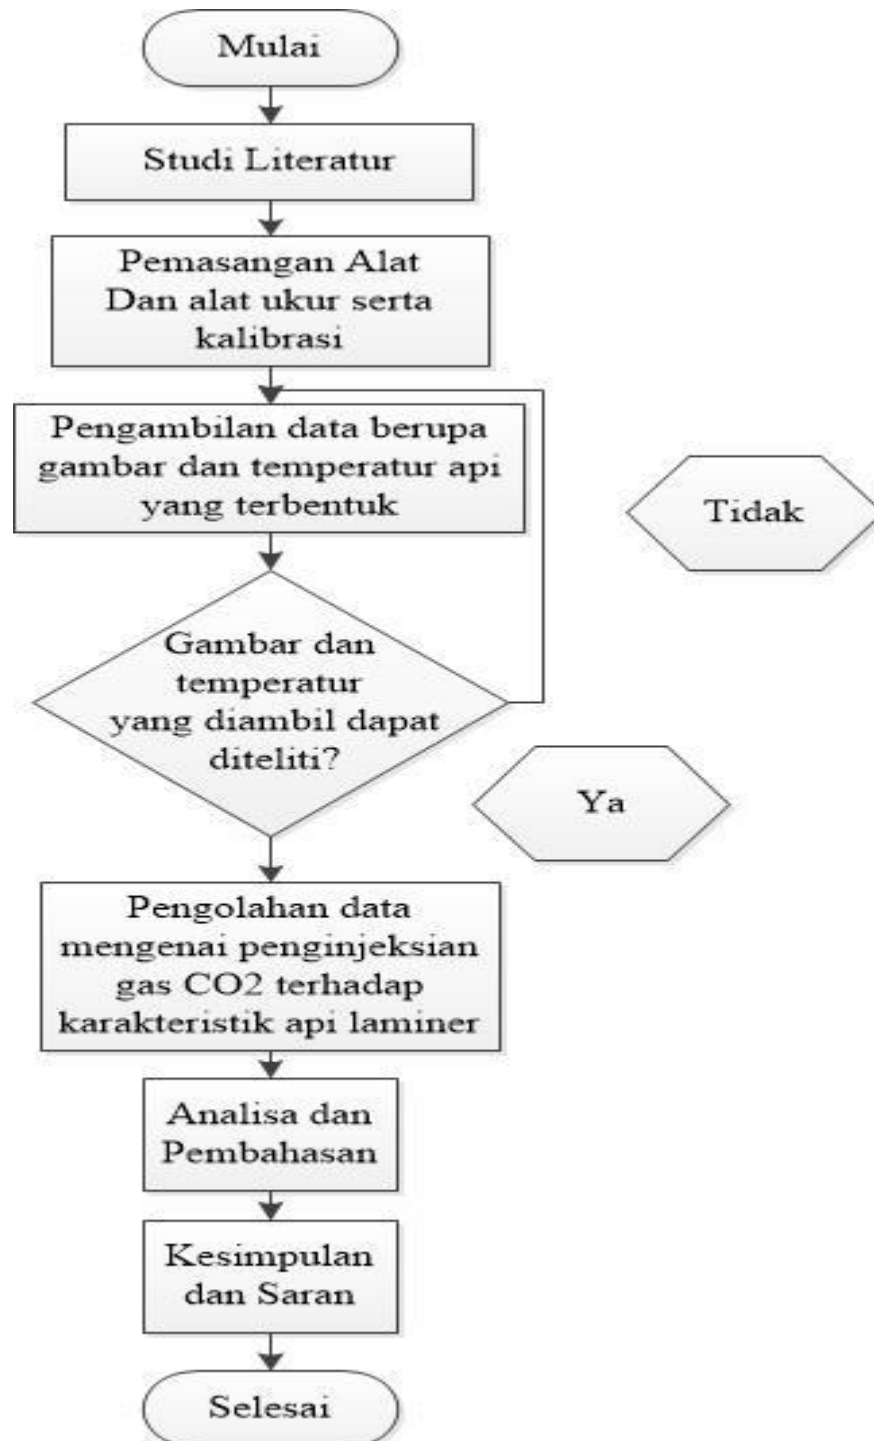 Mulai
Studi Literatur
Pemasangan Alat
Dan alat ukur serta
kalibrasi
Pengambilan data berupa
gambar dan temperatur api
yang terbentuk
Tidak
Gambar dan
temperatur
yang diambil dapat
diteliti?
Ya
Pengolahan data
mengenai penginjeksian
gas CO2 terhadap
karakteristik api laminer
Analisa dan
Pembahasan
Kesimpulan
dan Saran
Selesai